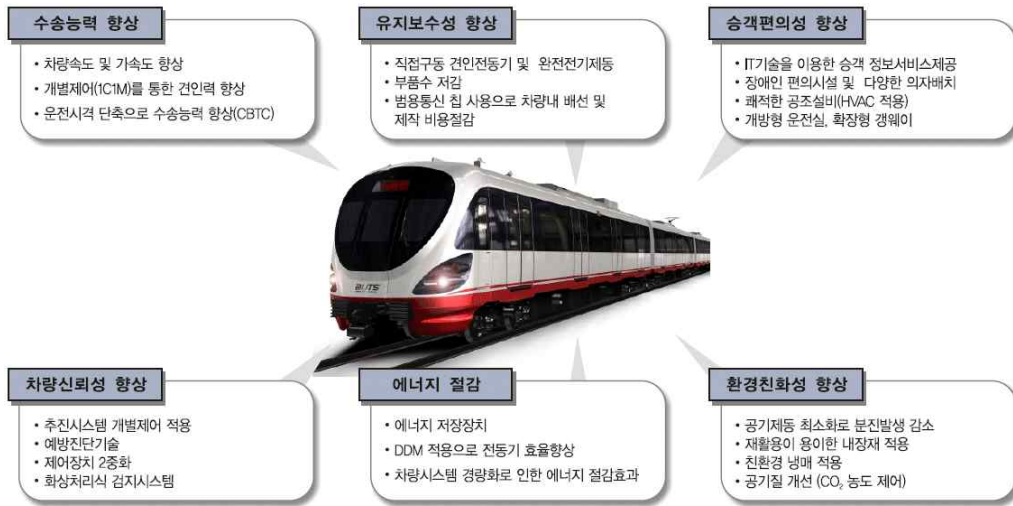 수송능력 향상
• 차량속도 및 가속도 향상
• 개별제어(1C1M)를 통한 견인력 향상
• 운전시격 단축으로 수송능력 향상(CBTC)
유지보수성 향상
• 직접구동 견인전동기 및 완전전기제동
• 부품수 저감
• 범용통신 칩 사용으로 차량내 배선 및
제작 비용절감
승객편의성 향상
• IT기술을 이용한 승객 정보서비스제공
• 장애인 편의시설 및 다양한 의자배치
• 쾌적한 공조설비(HVAC 적용)
• 개방형 운전실, 확장형 갱웨이
차량신뢰성 향상
• 추진시스템 개별제어 적용
• 예방진단기술
• 제어장치 2중화
• 화상처리식 검지시스템
에너지 절감
• 에너지 저장장치
• DDM 적용으로 전동기 효율향상
• 차량시스템 경량화로 인한 에너지 절감효과
환경친화성 향상
• 공기제동 최소화로 분진발생 감소
• 재활용이 용이한 내장재 적용
• 친환경 냉매 적용
• 공기질 개선 (CO₂ 농도 제어)